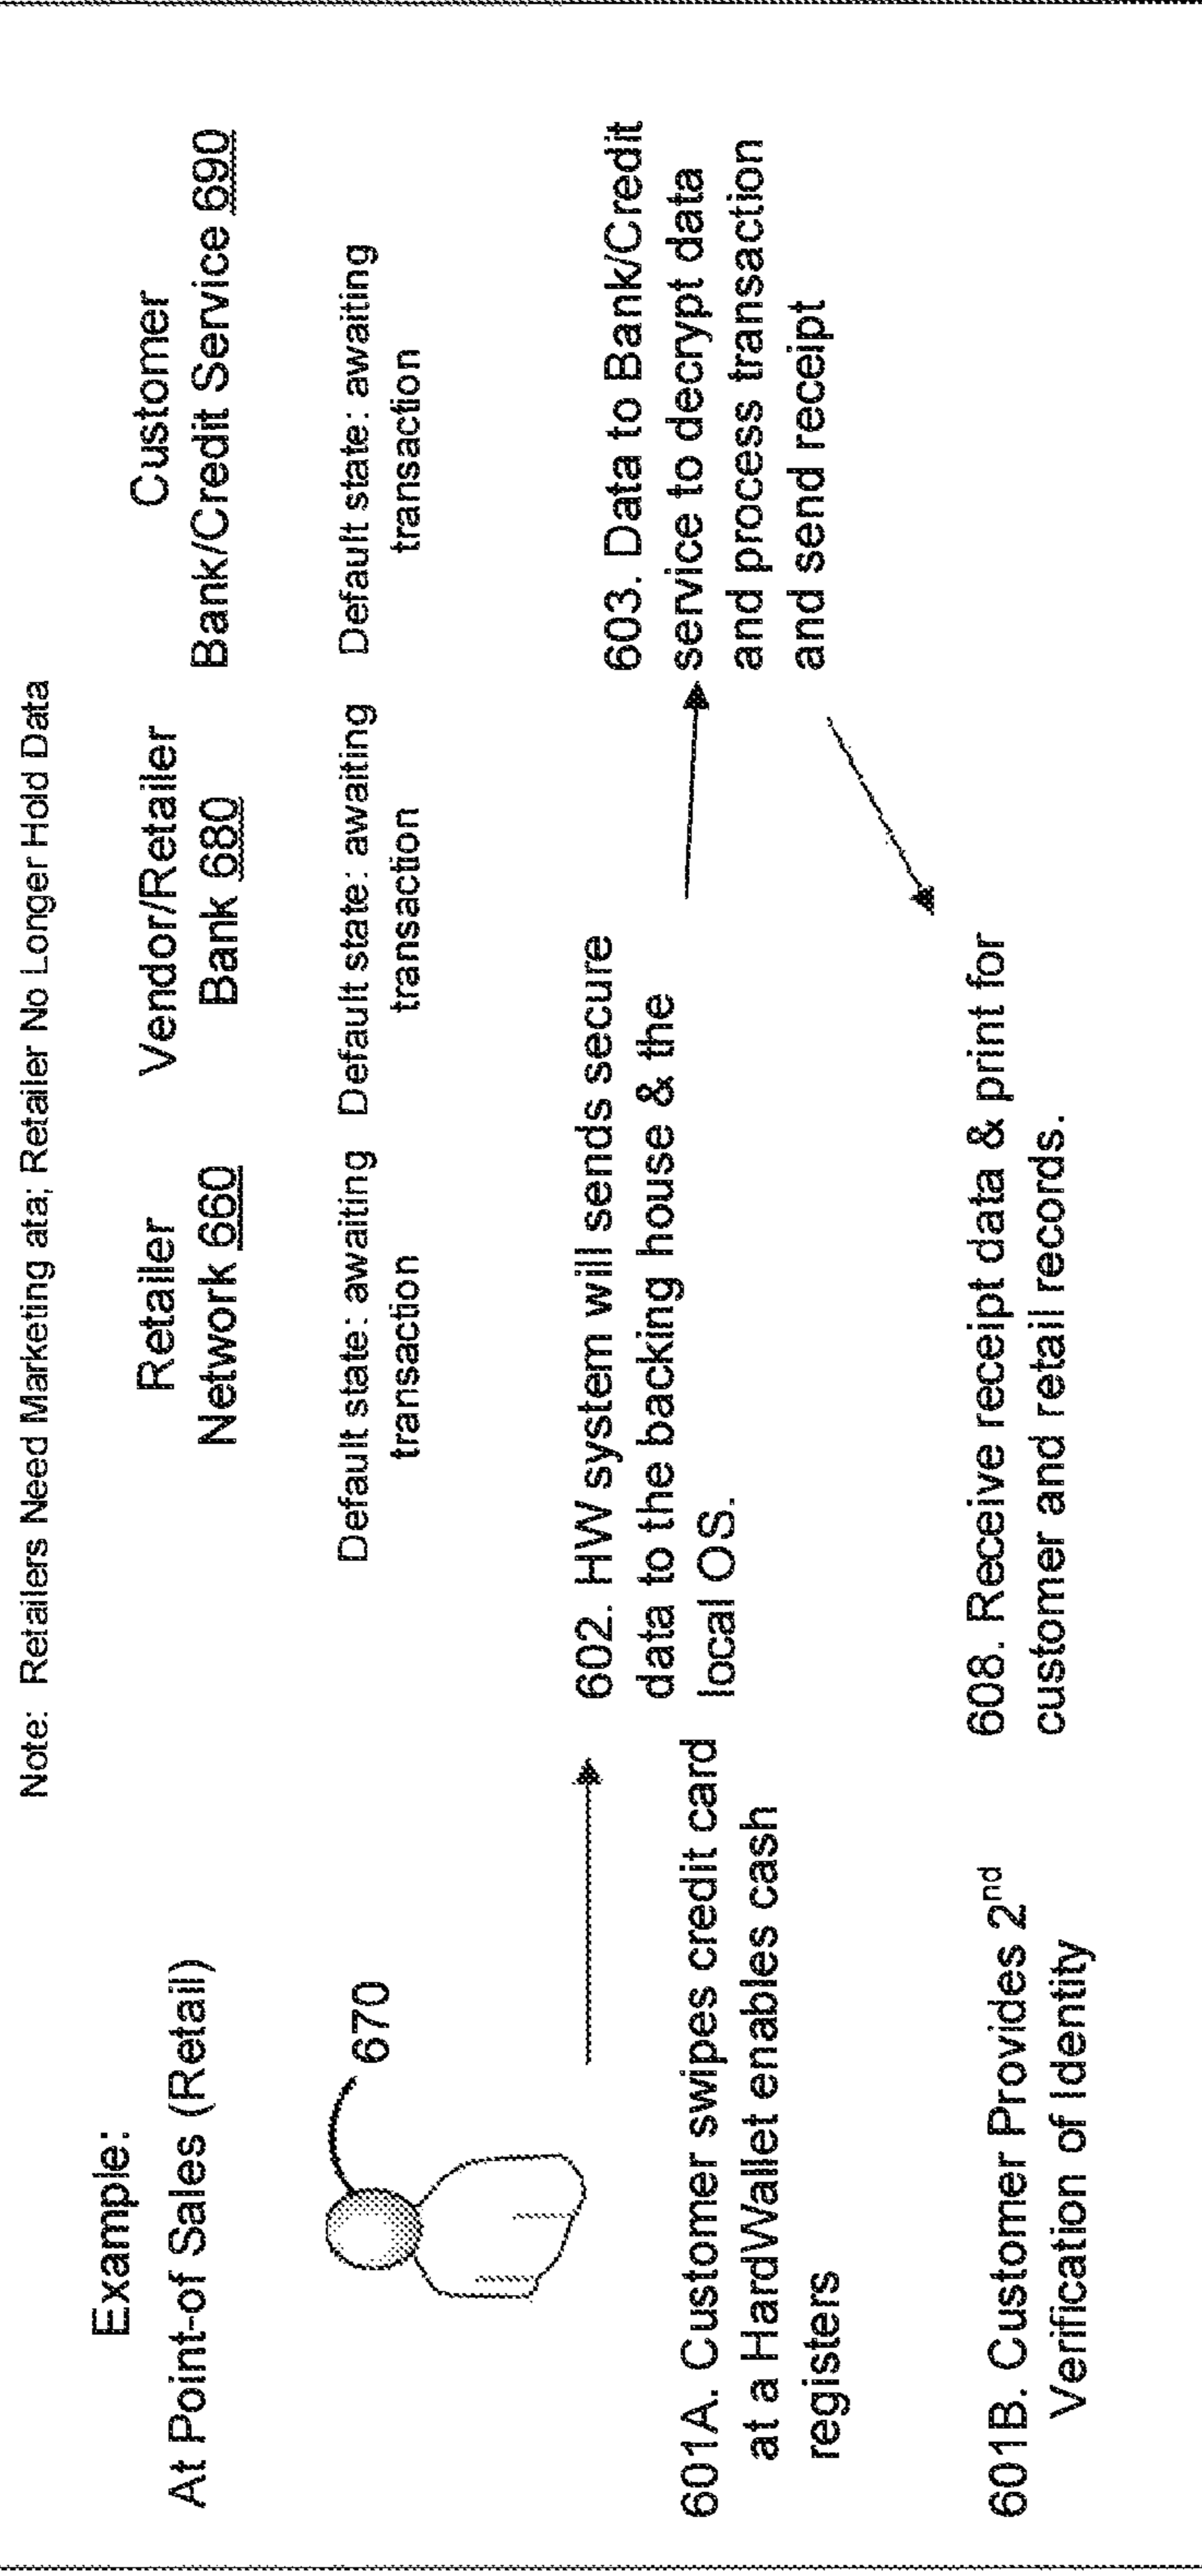 Note: Retailers Need Marketing ata; Retailer No Longer Hold Data
Example:
At Point-of Sales (Retail)
Retailer
Network 660
Vendor/Retailer
Bank 680
Customer
Bank/Credit Service 690
670
Default state: awaiting
transaction
Default state: awaiting
transaction
Default state: awaiting
transaction
601A. Customer swipes credit card
at a HardWallet enables cash
registers
602. HW system will sends secure
data to the backing house & the
local OS.
603. Data to Bank/Credit
service to decrypt data
and process transaction
and send receipt
601B. Customer Provides 2nd
Verification of Identity
608. Receive receipt data & print for
customer and retail records.